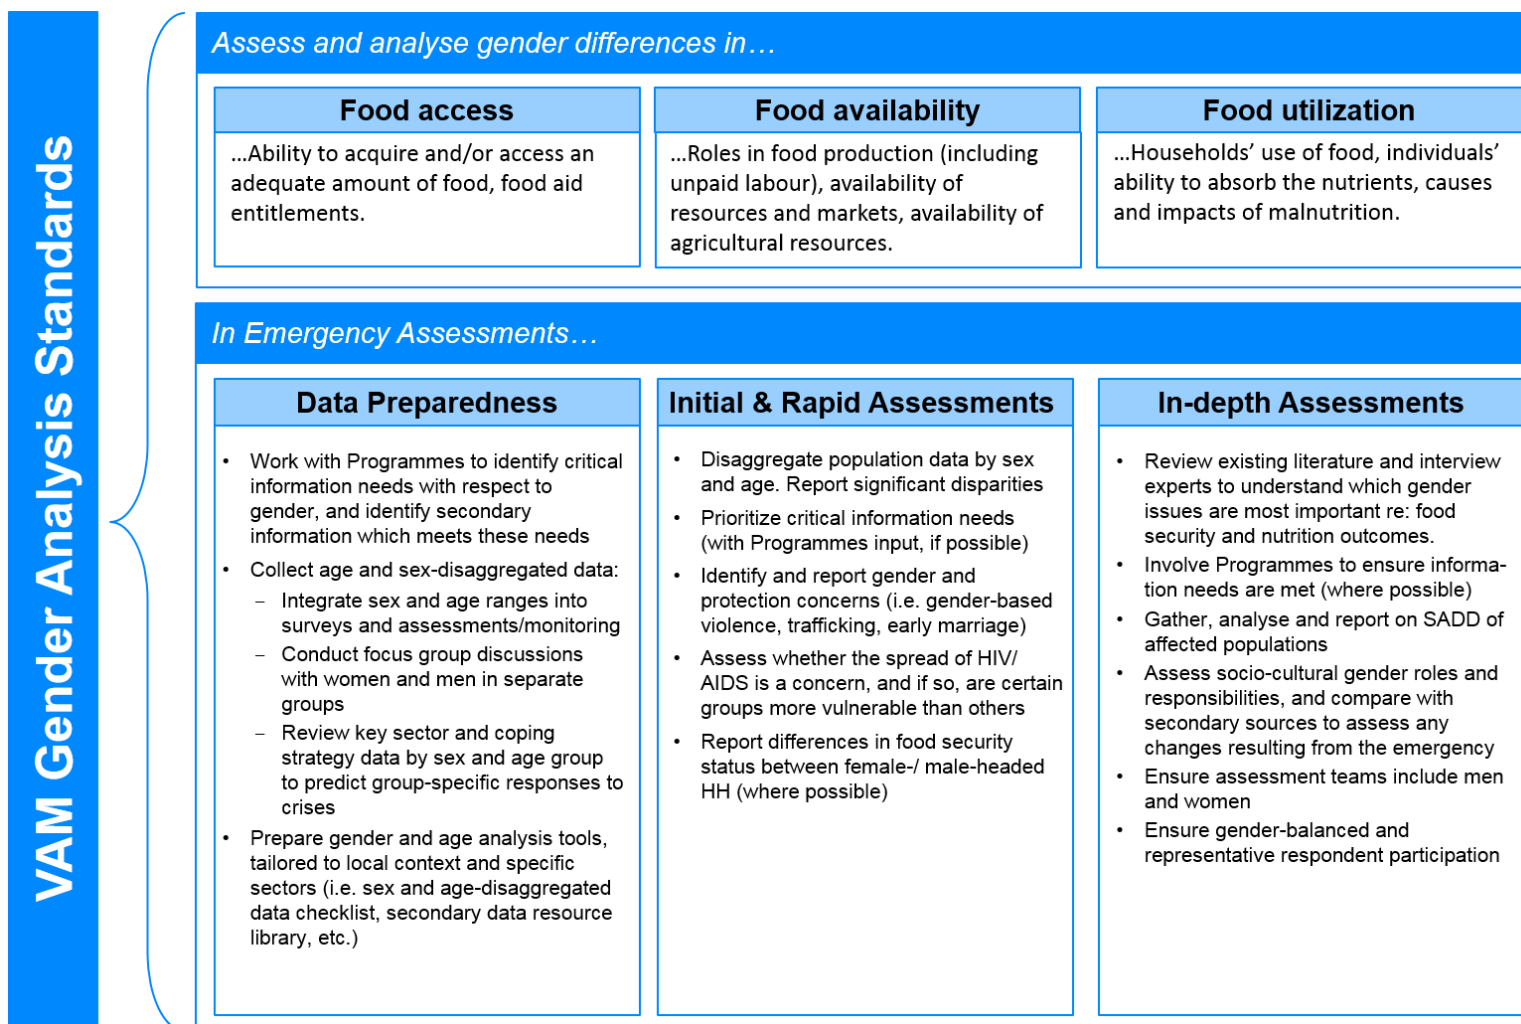 VAM Gender Analysis Standards
Assess and analyse gender differences in…
Food access
…Ability to acquire and/or access an
adequate amount of food, food aid
entitlements.
Food availability
…Roles in food production (including
unpaid labour), availability of
resources and markets, availability of
agricultural resources.
Food utilization
…Households’ use of food, individuals’
ability to absorb the nutrients, causes
and impacts of malnutrition.
In Emergency Assessments…
Data Preparedness
• Work with Programmes to identify critical
information needs with respect to
gender, and identify secondary
information which meets these needs
• Collect age and sex-disaggregated data:
– Integrate sex and age ranges into
surveys and assessments/monitoring
– Conduct focus group discussions
with women and men in separate
groups
– Review key sector and coping
strategy data by sex and age group
to predict group-specific responses to
crises
• Prepare gender and age analysis tools,
tailored to local context and specific
sectors (i.e. sex and age-disaggregated
data checklist, secondary data resource
library, etc.)
Initial & Rapid Assessments
• Disaggregate population data by sex
and age. Report significant disparities
• Prioritize critical information needs
(with Programmes input, if possible)
• Identify and report gender and
protection concerns (i.e. gender-based
violence, trafficking, early marriage)
• Assess whether the spread of HIV/
AIDS is a concern, and if so, are certain
groups more vulnerable than others
• Report differences in food security
status between female-/ male-headed
HH (where possible)
In-depth Assessments
• Review existing literature and interview
experts to understand which gender
issues are most important re: food
security and nutrition outcomes.
• Involve Programmes to ensure informa-
tion needs are met (where possible)
• Gather, analyse and report on SADD of
affected populations
• Assess socio-cultural gender roles and
responsibilities, and compare with
secondary sources to assess any
changes resulting from the emergency
• Ensure assessment teams include men
and women
• Ensure gender-balanced and
representative respondent participation